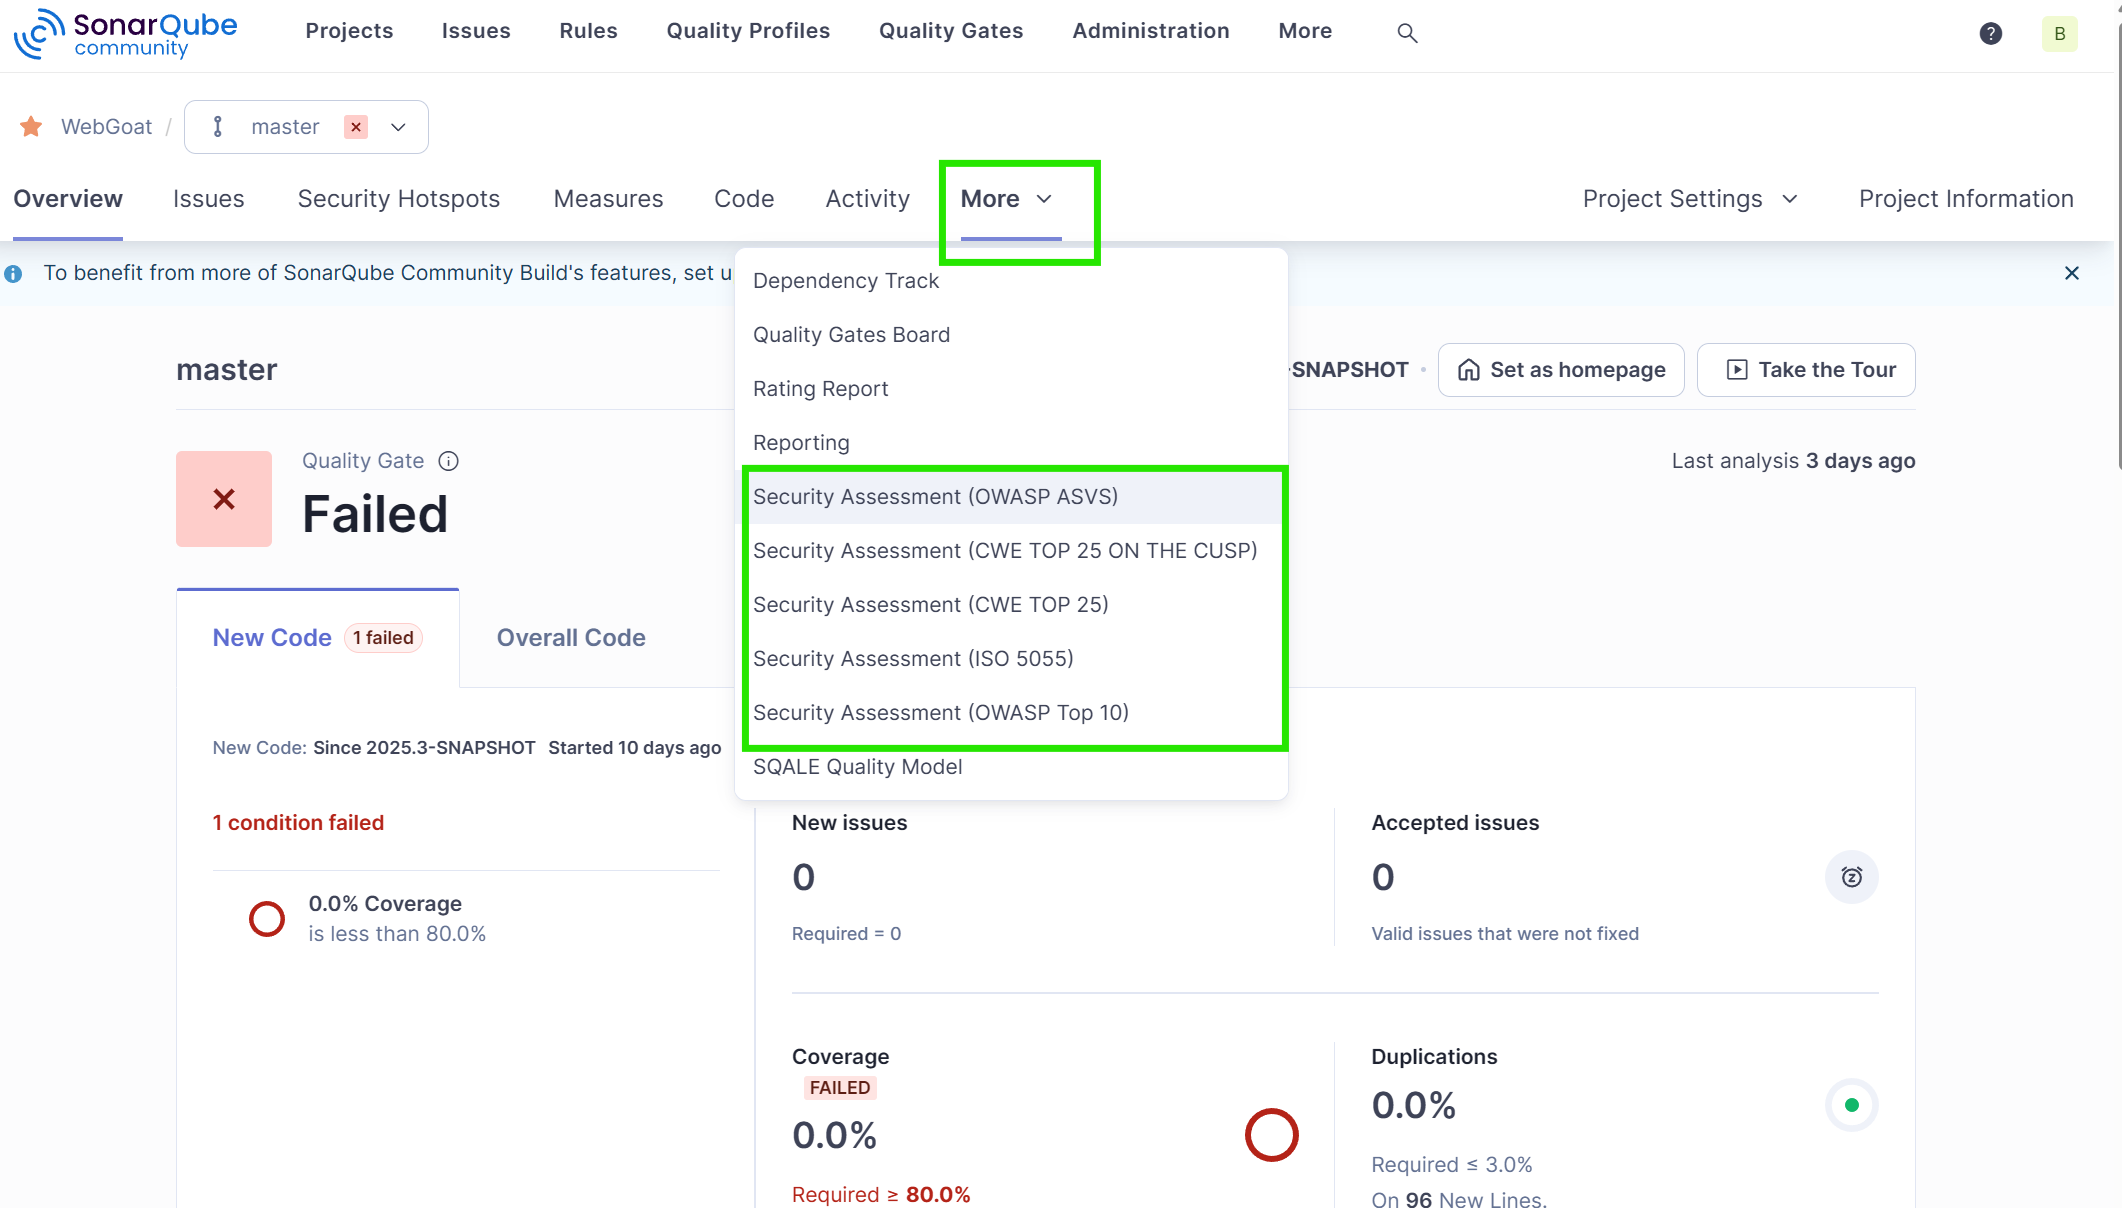 SonarQube
community
Projects
Issues
Rules
Quality Profiles
Quality Gates
Administration
More
?
B
WebGoat / master
Overview
Issues
Security Hotspots
Measures
Code
Activity
More
Project Settings
Project Information
To benefit from more of SonarQube Community Build's features, set u
Dependency Track
Quality Gates Board
Rating Report
Reporting
Security Assessment (OWASP ASVS)
Security Assessment (CWE TOP 25 ON THE CUSP)
Security Assessment (CWE TOP 25)
Security Assessment (ISO 5055)
Security Assessment (OWASP Top 10)
SQALE Quality Model
master
-SNAPSHOT •
Set as homepage
Take the Tour
Quality Gate
Failed
Last analysis 3 days ago
New Code 1 failed
Overall Code
New Code: Since 2025.3-SNAPSHOT Started 10 days ago
1 condition failed
0.0% Coverage
is less than 80.0%
New issues
0
Required = 0
Accepted issues
0
Valid issues that were not fixed
Coverage
FAILED
0.0%
Required ≥ 80.0%
Duplications
0.0%
Required ≤ 3.0%
On 96 New Lines.